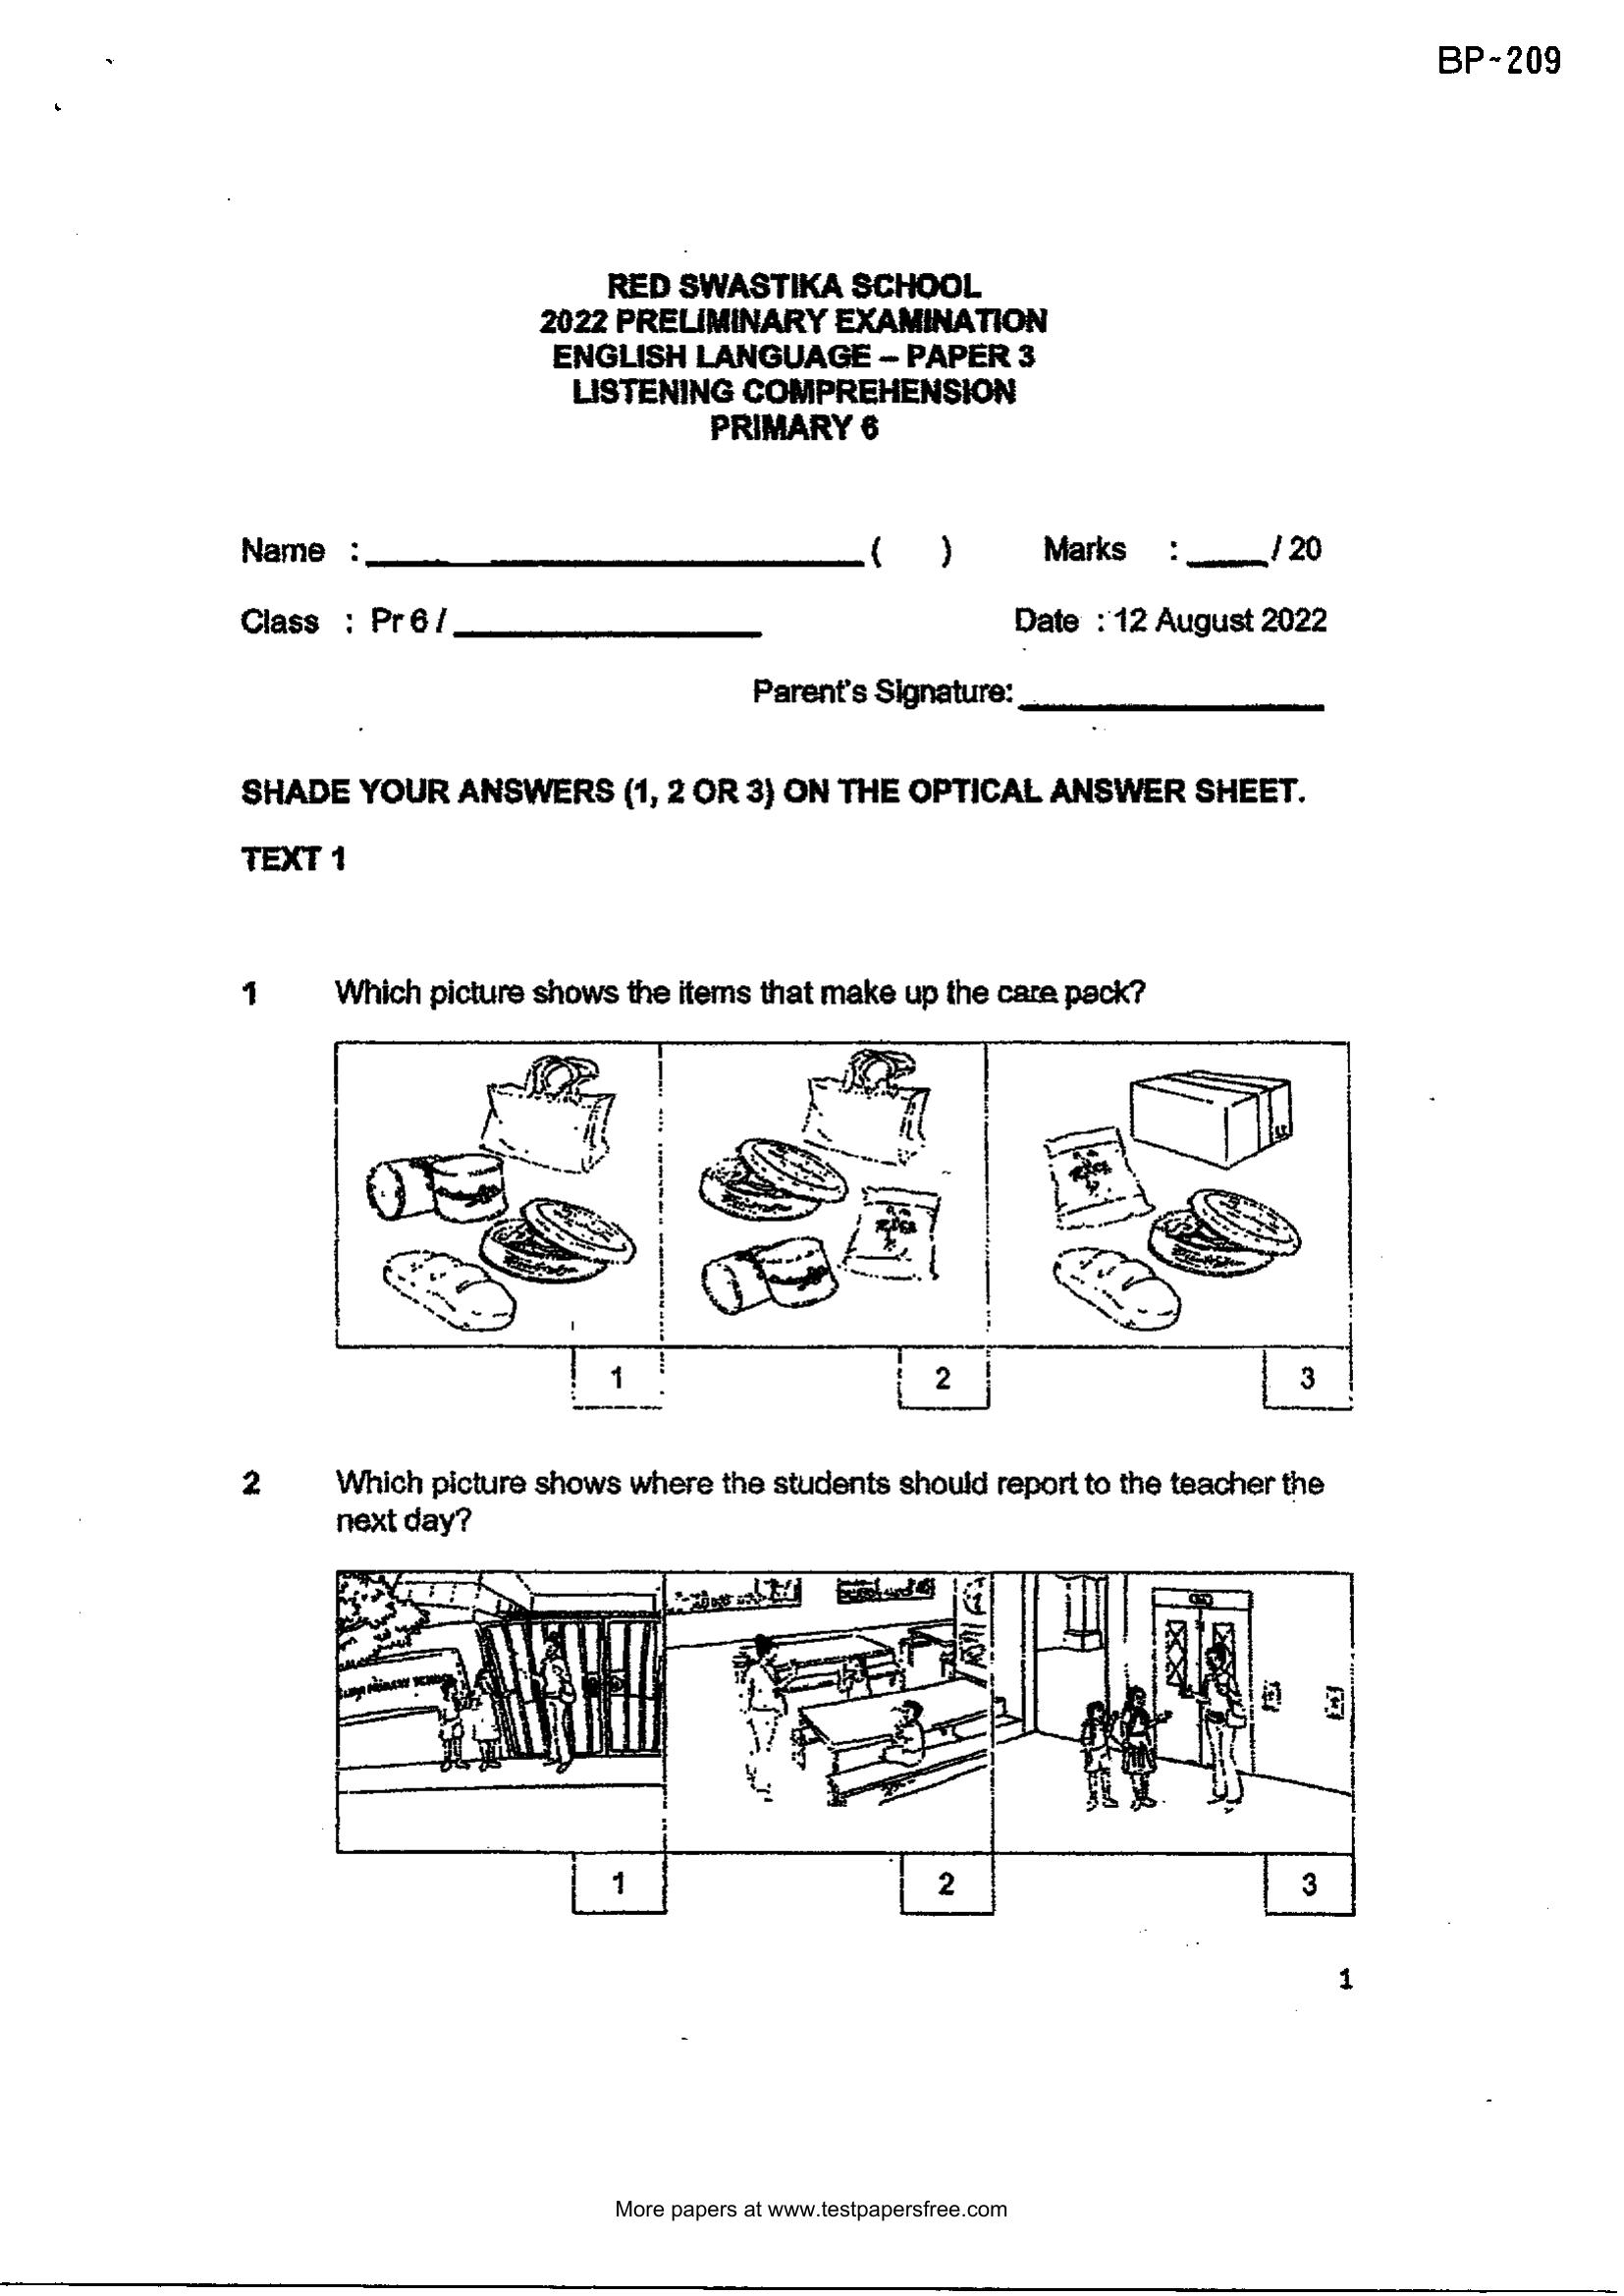 BP~209
RED SWASTIKA SCHOOL
2022 PRELIMINARY EXAMINATION
ENGLISH LANGUAGE – PAPER 3
LISTENING COMPREHENSION
PRIMARY 6
Name : ( ) Marks : / 20
Class : Pr 6 / Date : 12 August 2022
Parent's Signature:
SHADE YOUR ANSWERS (1, 2 OR 3) ON THE OPTICAL ANSWER SHEET.
TEXT 1
1 Which picture shows the items that make up the care pack?
RICE
1 2 3
2 Which picture shows where the students should report to the teacher the
next day?
PRIMARY SCHOOL
1 2 3
1
More papers at www.testpapersfree.com